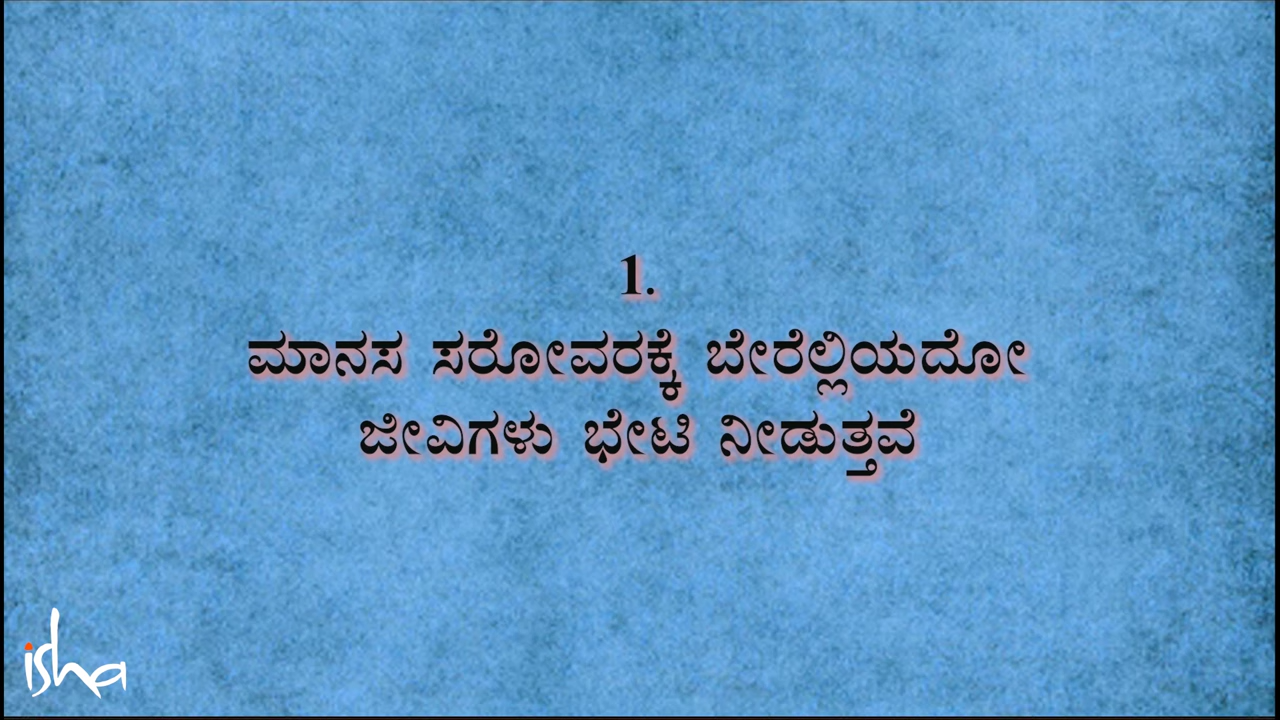 1.
ಮಾನಸ ಸರೋವರಕ್ಕೆ ಬೇರೆಲ್ಲಿಯದೋ
ಜೀವಿಗಳು ಭೇಟಿ ನೀಡುತ್ತವೆ
isha